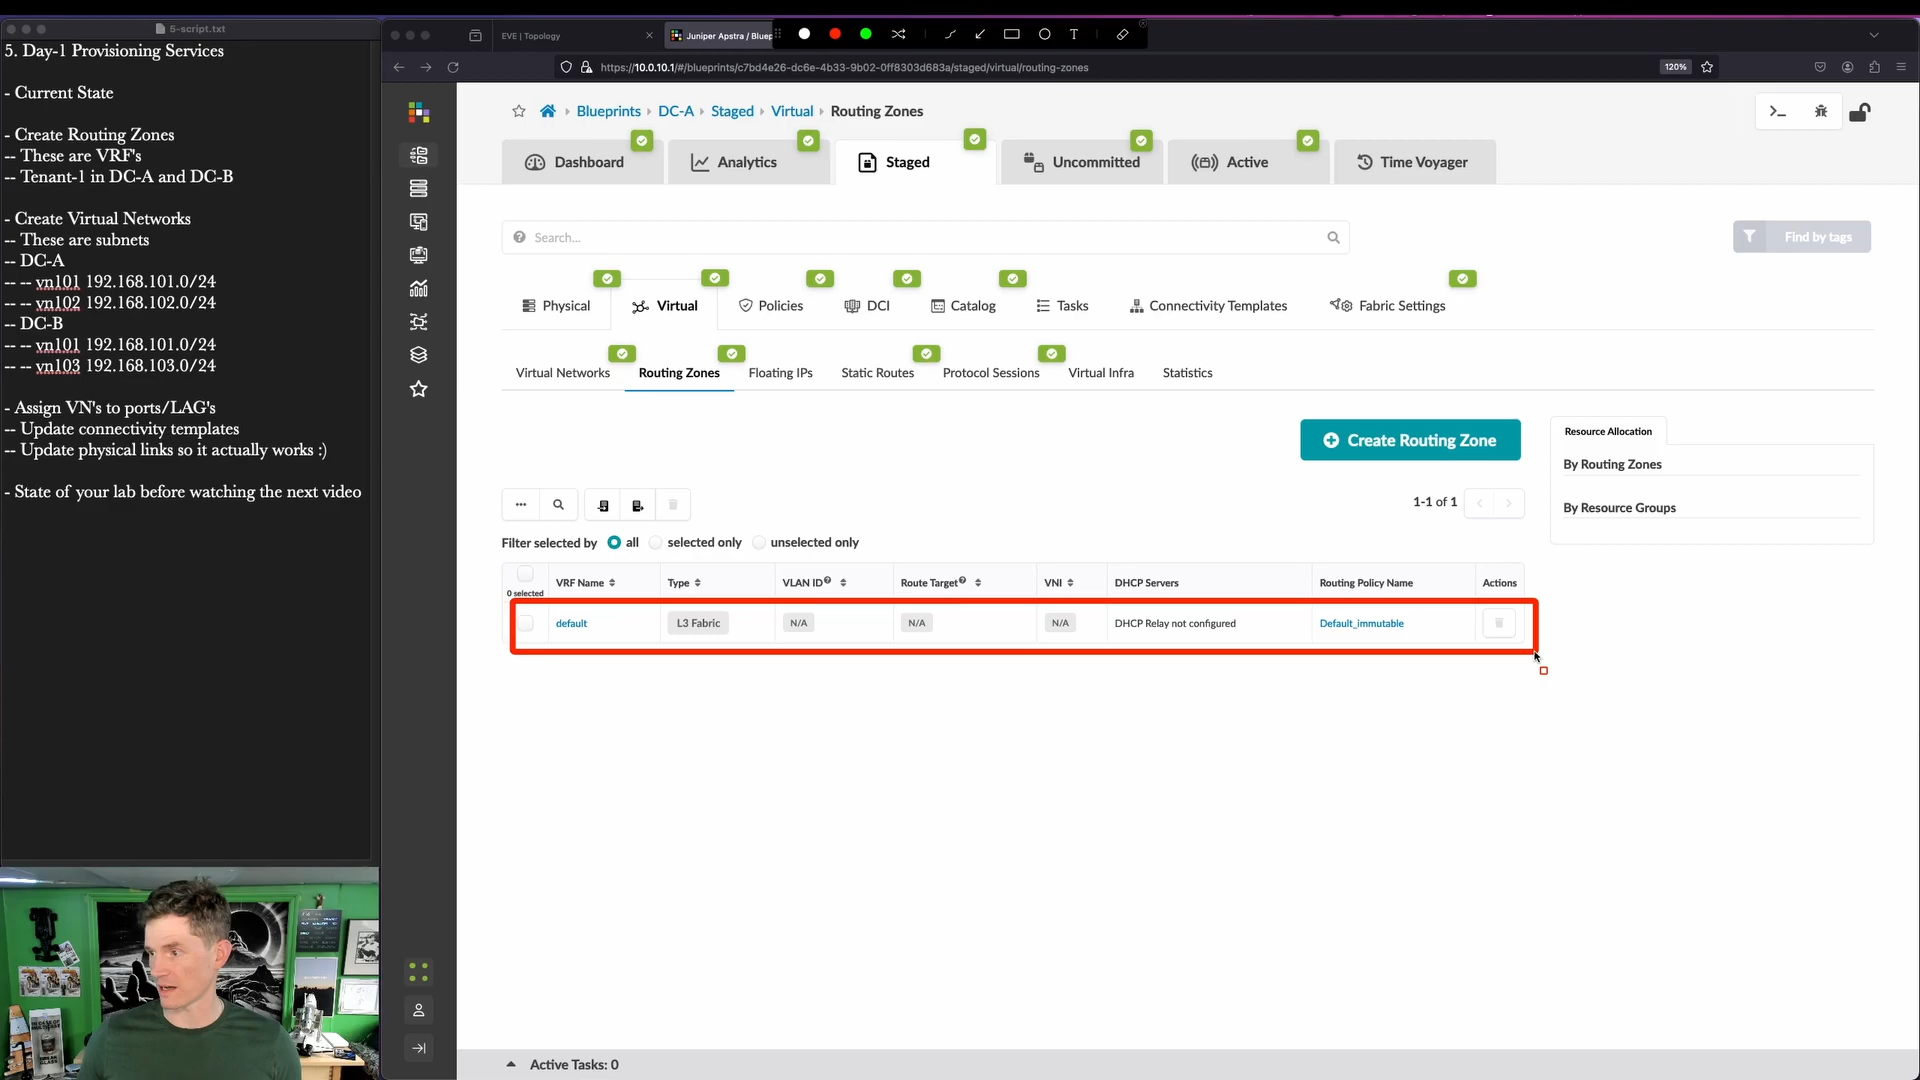 5-script.txt
5. Day-1 Provisioning Services
- Current State
- Create Routing Zones
-- These are VRF's
-- Tenant-1 in DC-A and DC-B
- Create Virtual Networks
-- These are subnets
-- DC-A
-- -- vn101 192.168.101.0/24
-- -- vn102 192.168.102.0/24
-- DC-B
-- -- vn101 192.168.101.0/24
-- -- vn103 192.168.103.0/24
- Assign VN's to ports/LAG's
-- Update connectivity templates
-- Update physical links so it actually works :)
- State of your lab before watching the next video
EVE | Topology
Juniper Apstra / Bluep
T
https://10.0.10.1/#/blueprints/c7bd4e26-dc6e-4b33-9b02-0ff8303d683a/staged/virtual/routing-zones
120%
Blueprints DC-A Staged Virtual Routing Zones
Dashboard Analytics Staged Uncommitted Active Time Voyager
Search...
Find by tags
Physical Virtual Policies DCI Catalog Tasks Connectivity Templates Fabric Settings
Virtual Networks Routing Zones Floating IPs Static Routes Protocol Sessions Virtual Infra Statistics
Create Routing Zone
Resource Allocation
By Routing Zones
By Resource Groups
1-1 of 1
Filter selected by all selected only unselected only
0 selected
VRF Name Type VLAN ID Route Target VNI DHCP Servers Routing Policy Name Actions
default L3 Fabric N/A N/A N/A DHCP Relay not configured Default_immutable
Active Tasks: 0